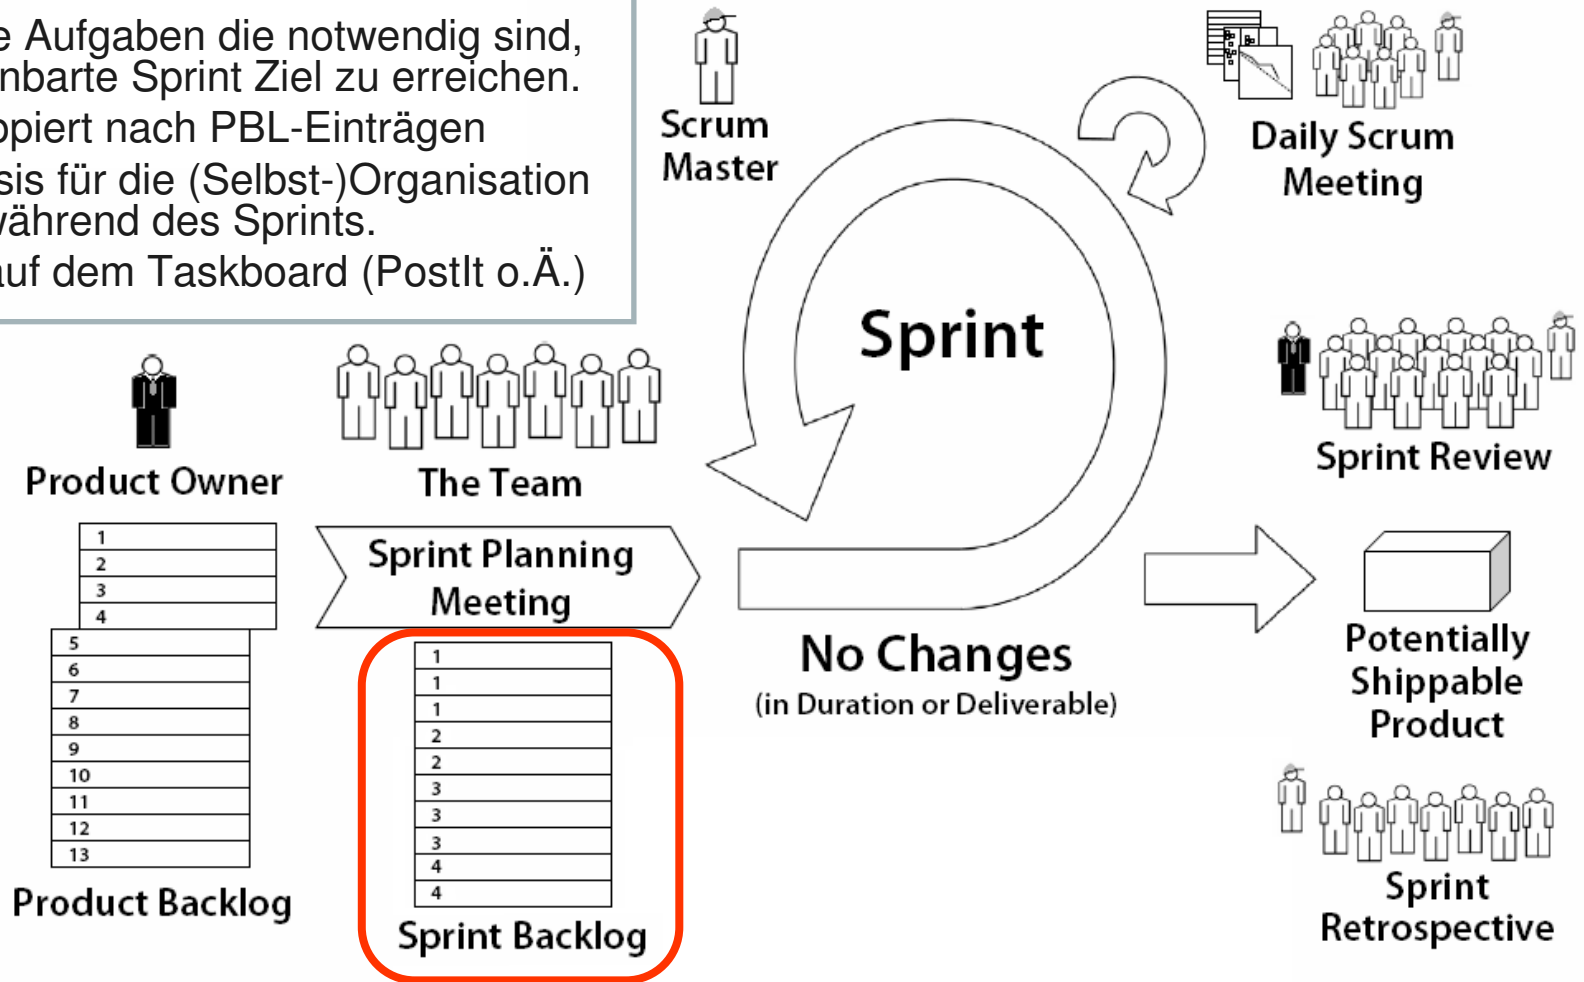 e Aufgaben die notwendig sind,
nbarte Sprint Ziel zu erreichen.
ppiert nach PBL-Einträgen
sis für die (Selbst-)Organisation
während des Sprints.
auf dem Taskboard (PostIt o.Ä.)
Scrum
Master
Daily Scrum
Meeting
Sprint
Product Owner
The Team
Sprint Review
1
2
3
4
5
6
7
8
9
10
11
12
13
Product Backlog
Sprint Planning
Meeting
1
1
1
2
2
3
3
3
4
4
Sprint Backlog
No Changes
(in Duration or Deliverable)
Potentially
Shippable
Product
Sprint
Retrospective